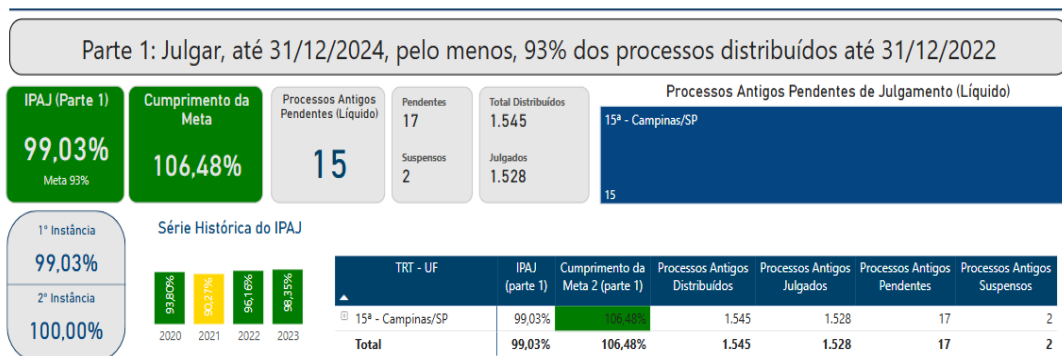 Parte 1: Julgar, até 31/12/2024, pelo menos, 93% dos processos distribuídos até 31/12/2022
IPAJ (Parte 1)
99,03%
Meta 93%
Cumprimento da
Meta
106,48%
Processos Antigos
Pendentes (Líquido)
15
Pendentes
17
Suspensos
2
Total Distribuídos
1.545
Julgados
1.528
Processos Antigos Pendentes de Julgamento (Líquido)
15ª - Campinas/SP
15
1° Instância
99,03%
2° Instância
100,00%
Série Histórica do IPAJ
93,80% 90,27% 96,16% 98,35%
2020 2021 2022 2023
TRT - UF IPAJ (parte 1) Cumprimento da Meta 2 (parte 1) Processos Antigos Distribuídos Processos Antigos Julgados Processos Antigos Pendentes Processos Antigos Suspensos
15ª - Campinas/SP 99,03% 106,48% 1.545 1.528 17 2
Total 99,03% 106,48% 1.545 1.528 17 2